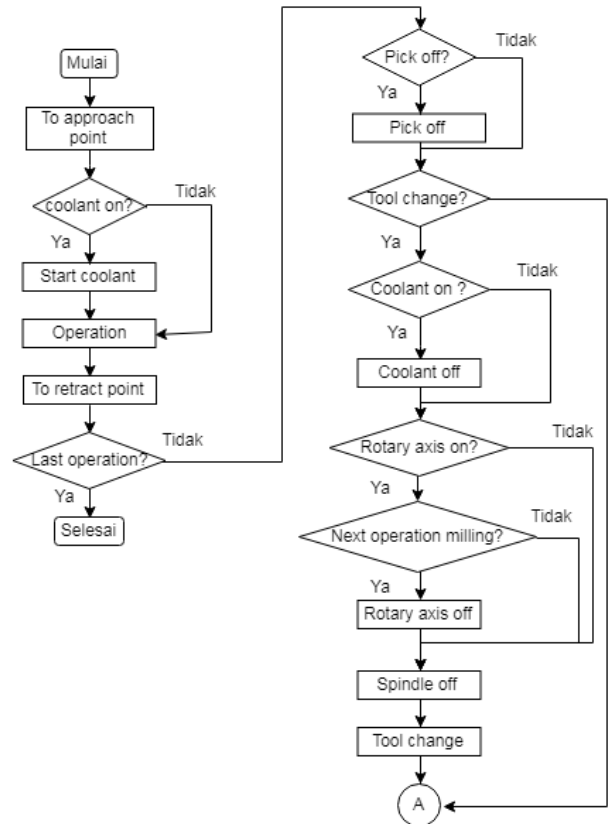 Mulai
To approach
point
coolant on?
Tidak
Ya
Start coolant
Operation
To retract point
Last operation?
Tidak
Ya
Selesai
Pick off?
Tidak
Ya
Pick off
Tool change?
Ya
Coolant on ?
Tidak
Ya
Coolant off
Rotary axis on?
Tidak
Ya
Next operation milling?
Tidak
Ya
Rotary axis off
Spindle off
Tool change
A